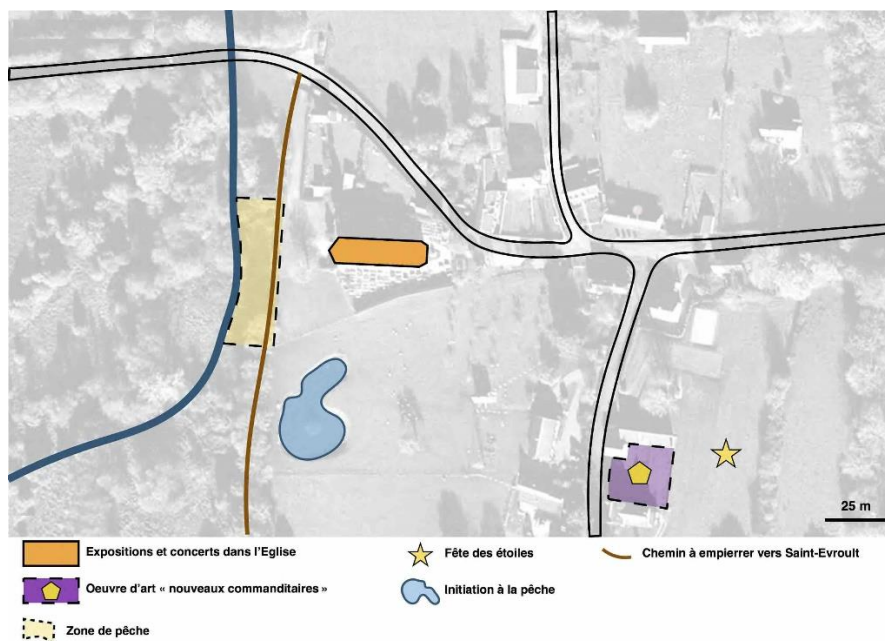 25 m
Expositions et concerts dans l'Eglise
Fête des étoiles
Chemin à empierrer vers Saint-Evroult
Oeuvre d'art « nouveaux commanditaires »
Initiation à la pêche
Zone de pêche